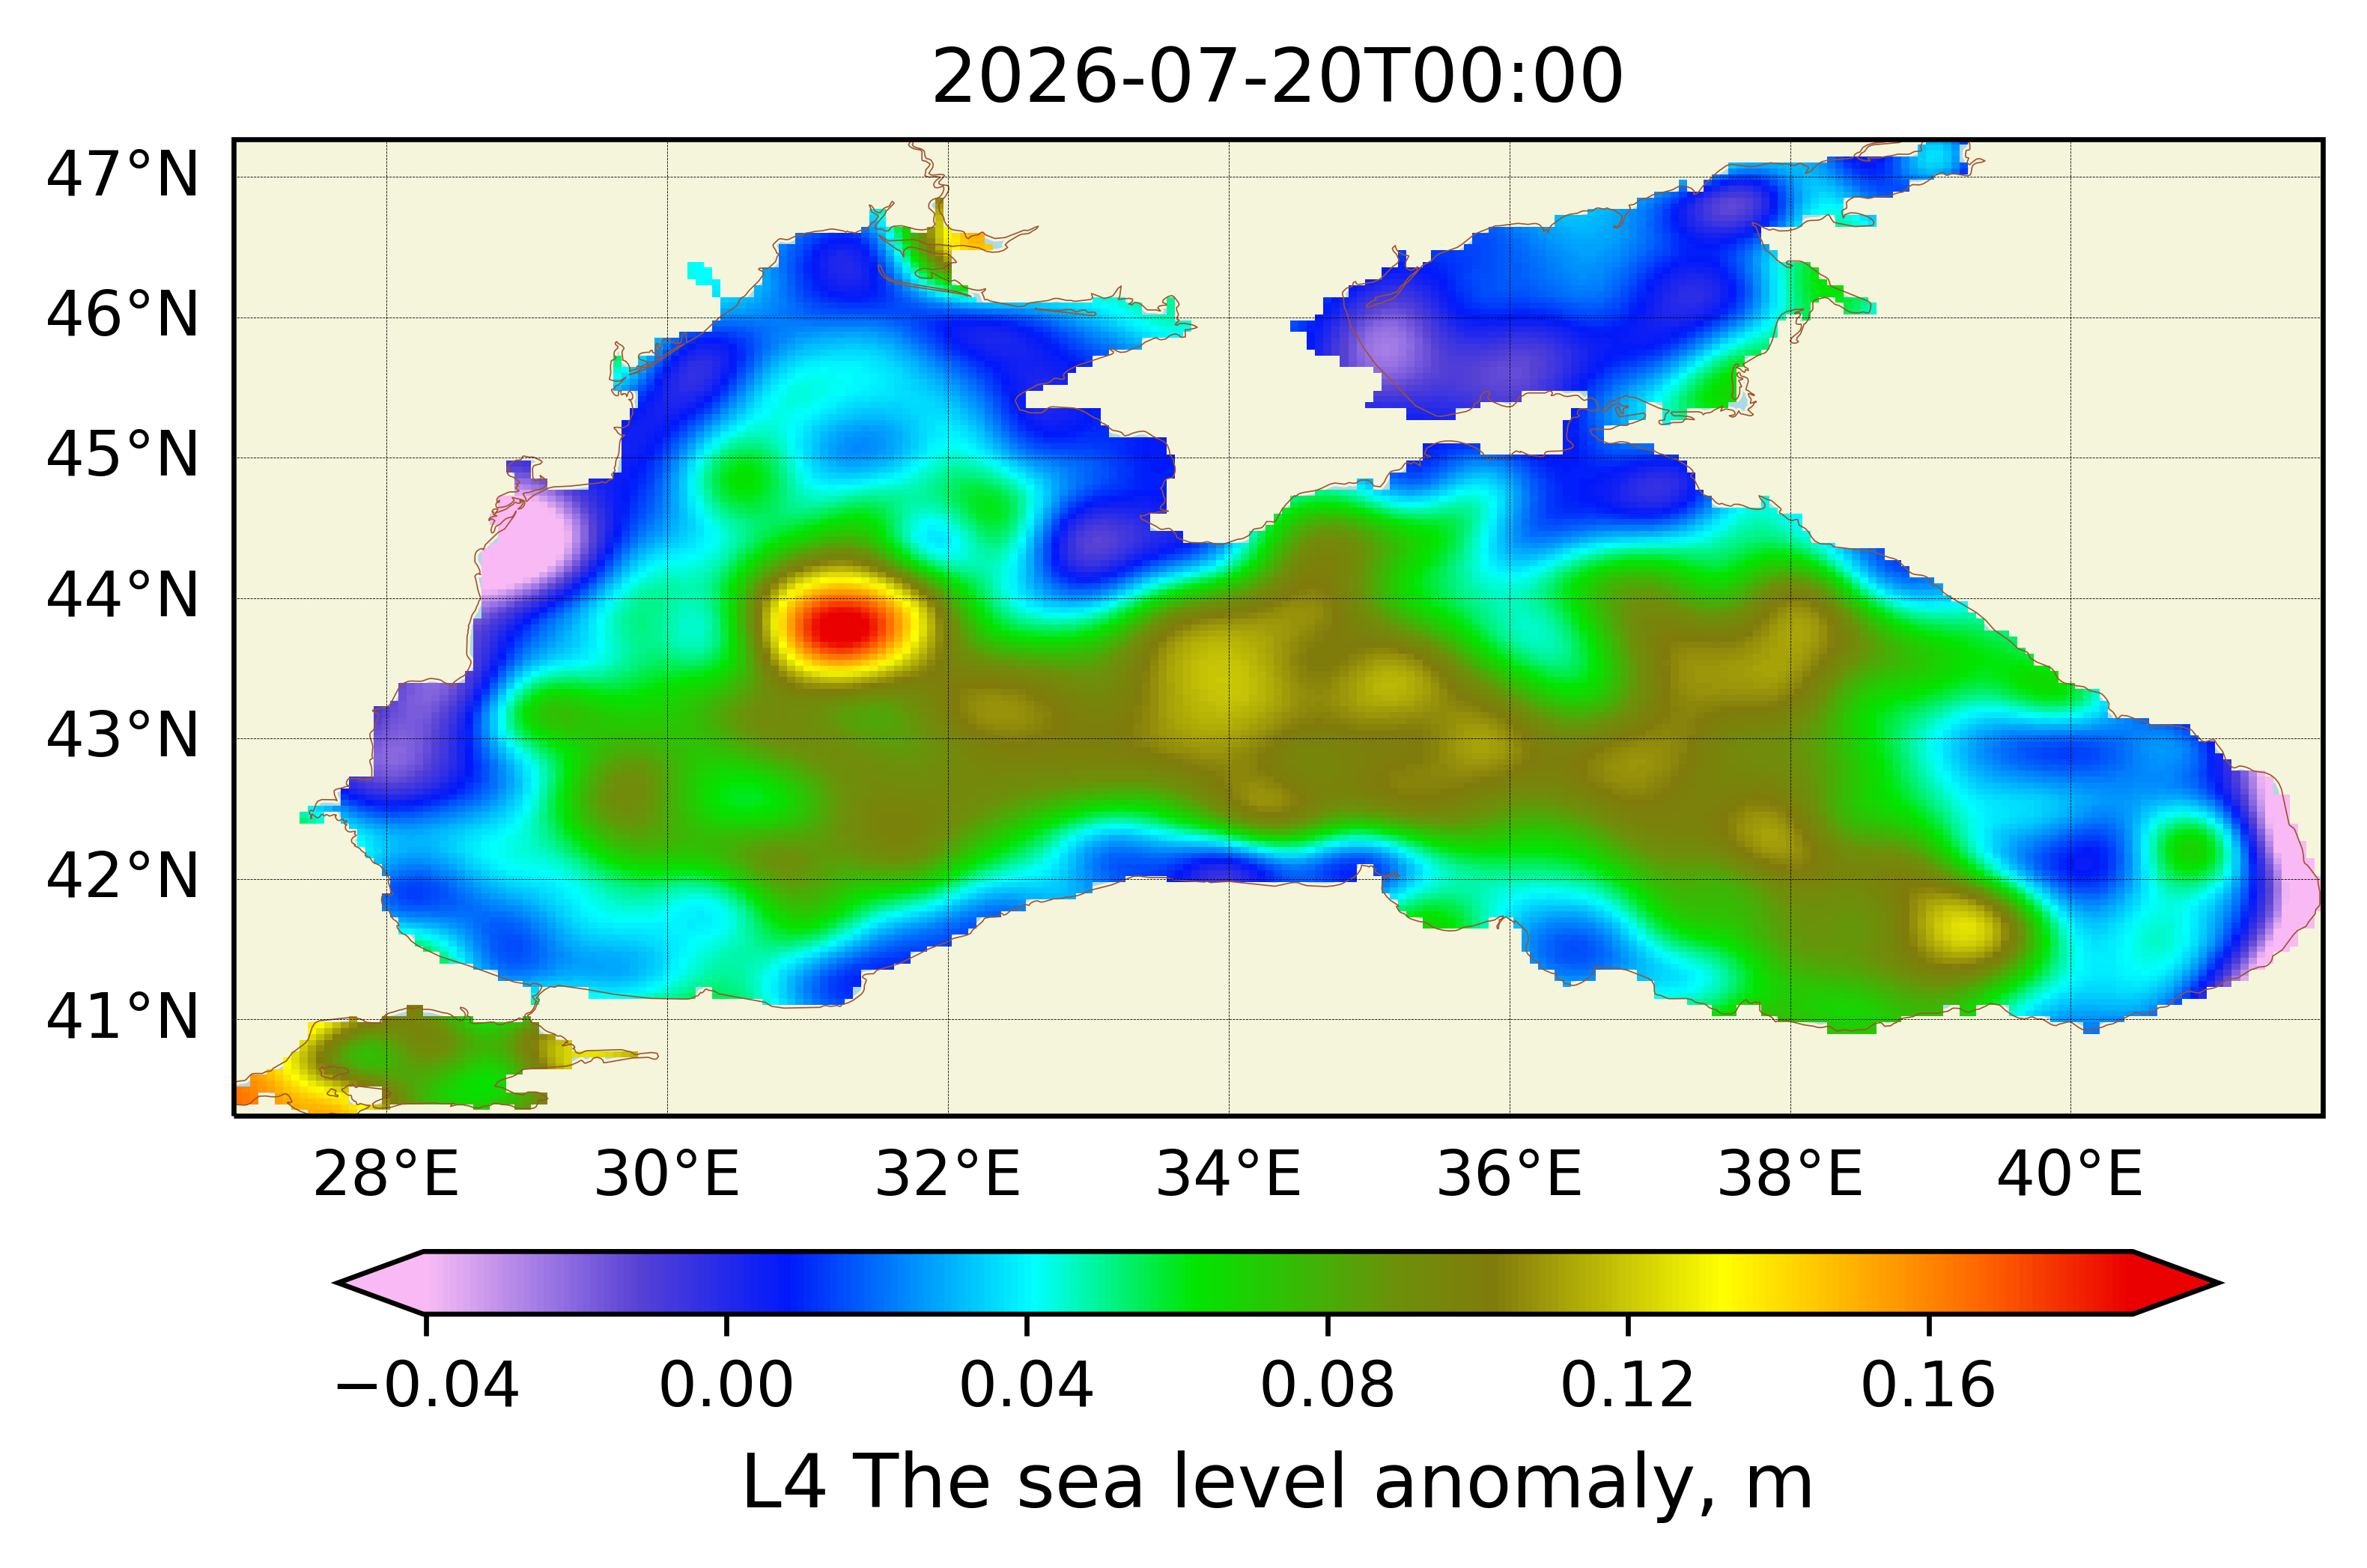 2026-07-20T00:00
47°N
46°N
45°N
44°N
43°N
42°N
41°N
28°E 30°E 32°E 34°E 36°E 38°E 40°E
−0.04 0.00 0.04 0.08 0.12 0.16
L4 The sea level anomaly, m